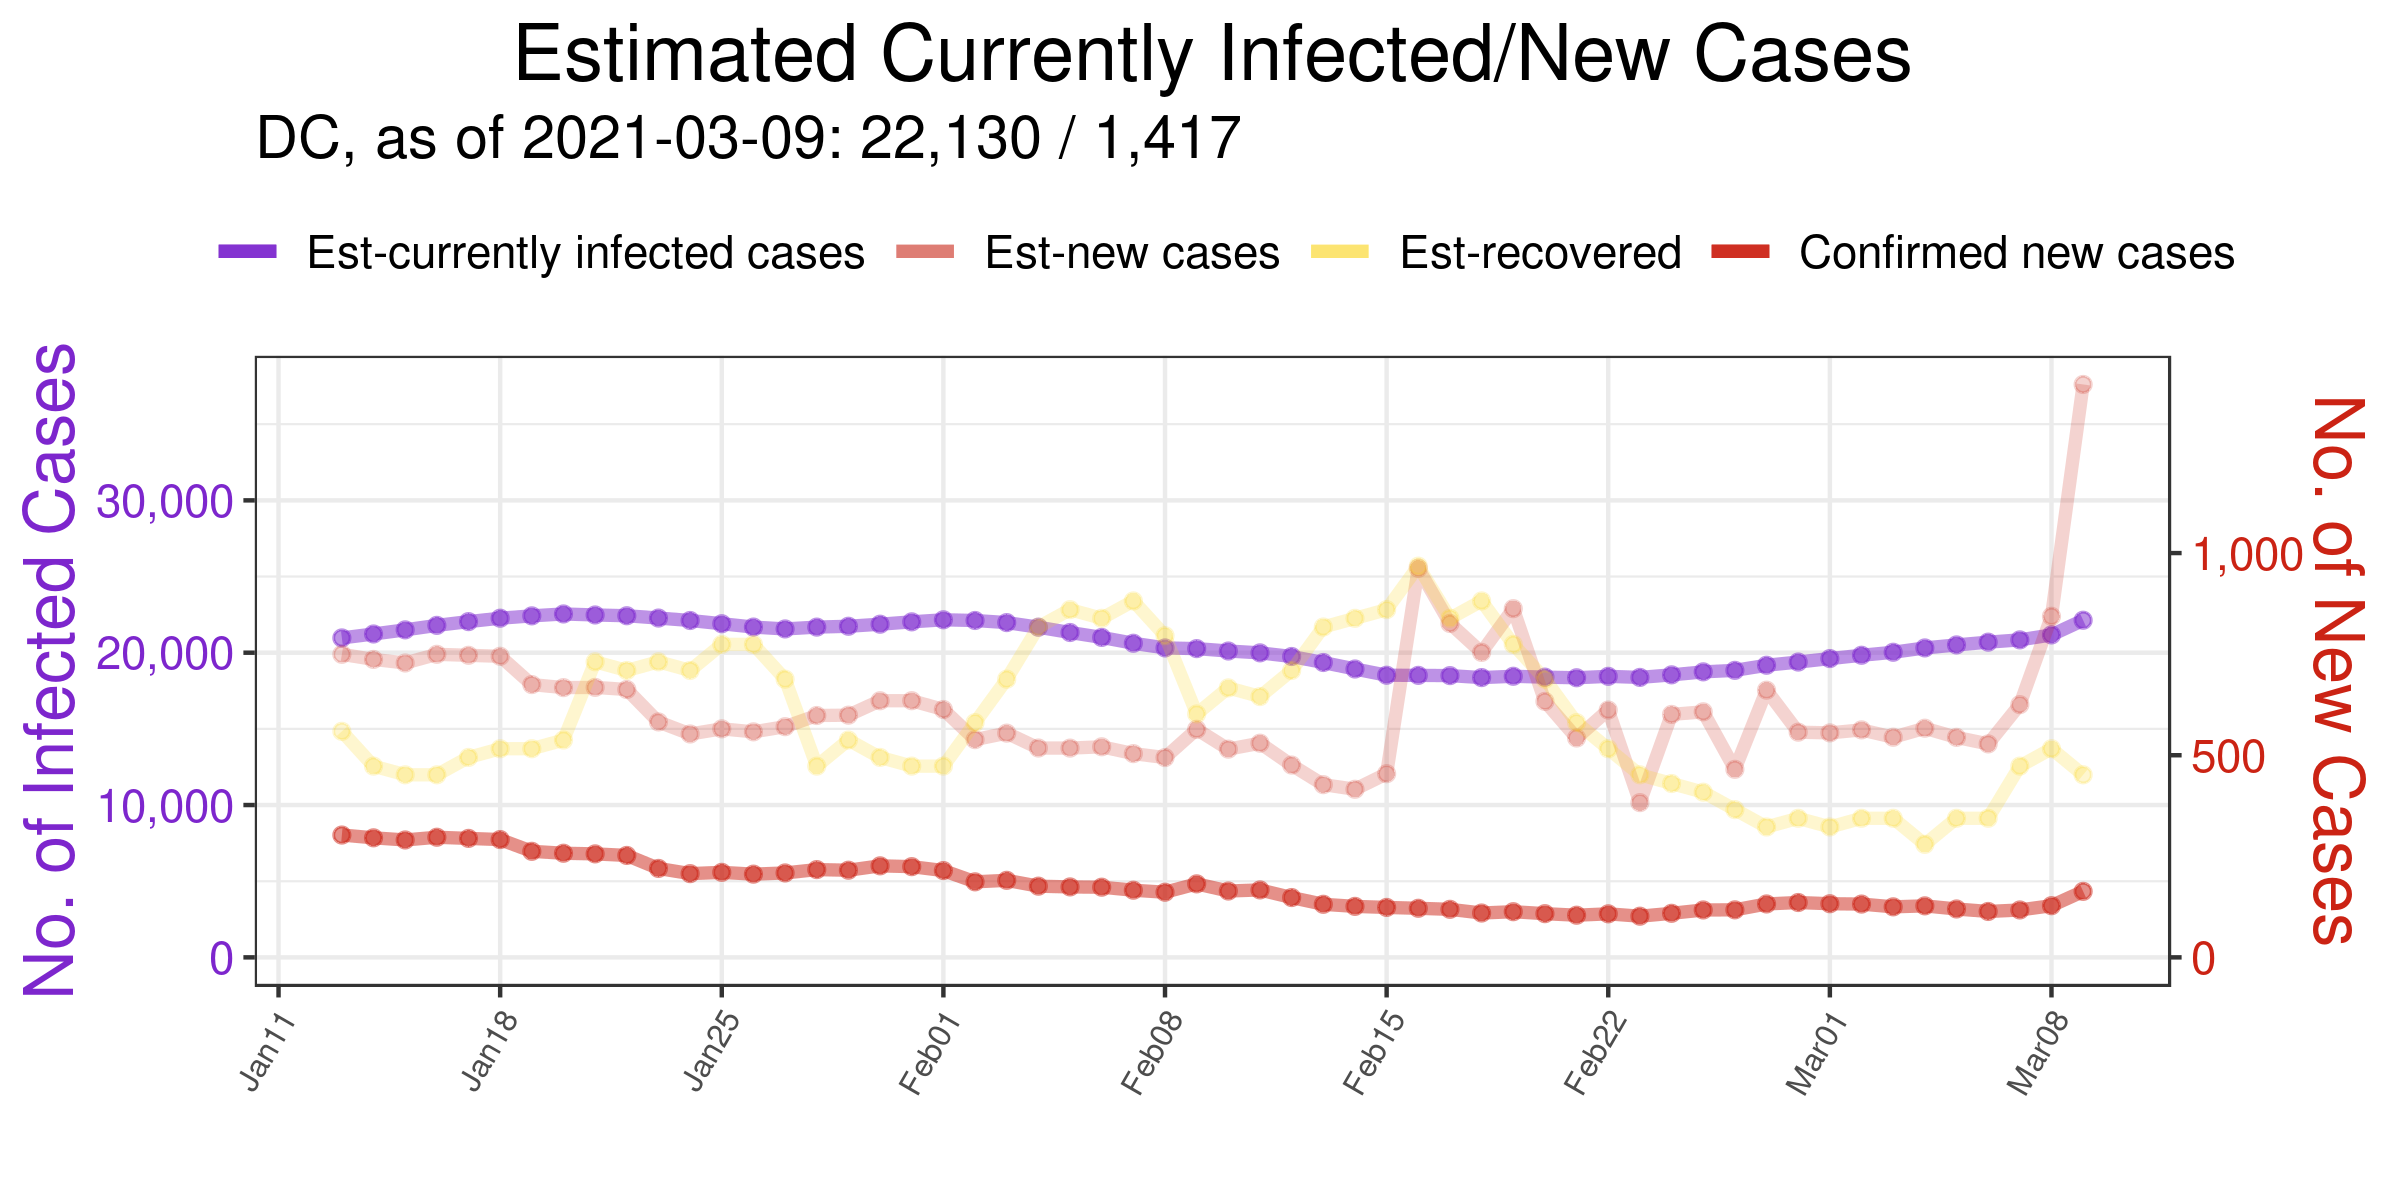 Estimated Currently Infected/New Cases
DC, as of 2021-03-09: 22,130 / 1,417
Est-currently infected cases Est-new cases Est-recovered Confirmed new cases
No. of Infected Cases
30,000
20,000
10,000
0
1,000
500
0
No. of New Cases
Jan11 Jan18 Jan25 Feb01 Feb08 Feb15 Feb22 Mar01 Mar08